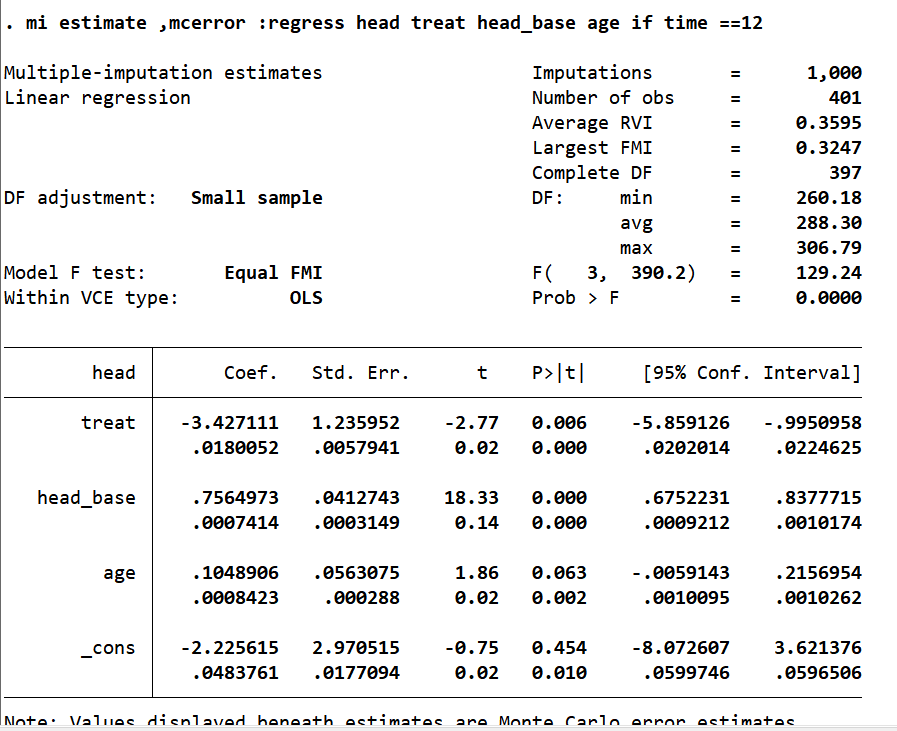 . mi estimate ,mcerror :regress head treat head_base age if time ==12
Multiple-imputation estimates Imputations = 1,000
Linear regression Number of obs = 401
Average RVI = 0.3595
Largest FMI = 0.3247
Complete DF = 397
DF adjustment: Small sample DF: min = 260.18
avg = 288.30
max = 306.79
Model F test: Equal FMI F( 3, 390.2) = 129.24
Within VCE type: OLS Prob > F = 0.0000
head Coef. Std. Err. t P>|t| [95% Conf. Interval]
treat -3.427111 1.235952 -2.77 0.006 -5.859126 -.9950958
.0180052 .0057941 0.02 0.000 .0202014 .0224625
head_base .7564973 .0412743 18.33 0.000 .6752231 .8377715
.0007414 .0003149 0.14 0.000 .0009212 .0010174
age .1048906 .0563075 1.86 0.063 -.0059143 .2156954
.0008423 .000288 0.02 0.002 .0010095 .0010262
_cons -2.225615 2.970515 -0.75 0.454 -8.072607 3.621376
.0483761 .0177094 0.02 0.010 .0599746 .0596506
Note: Values displayed beneath estimates are Monte Carlo error estimates.